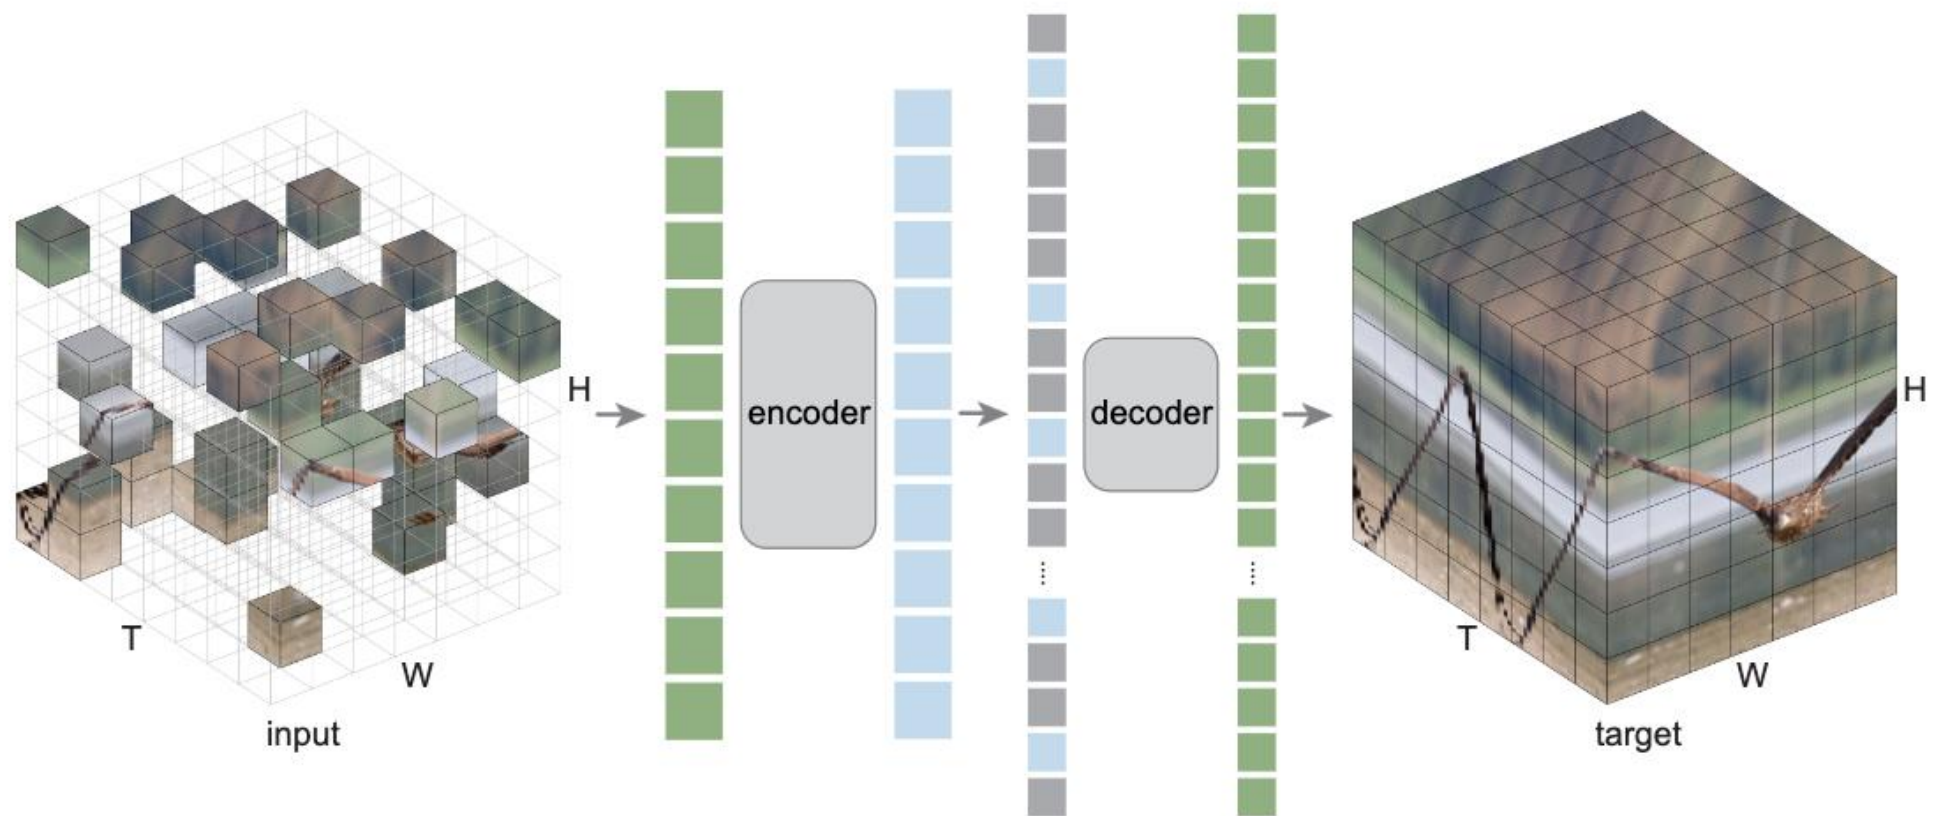 H
T
W
input
encoder
decoder
H
T
W
target